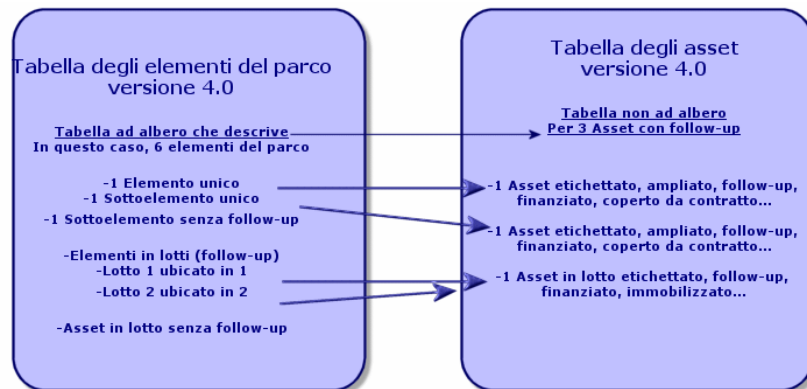 Tabella degli elementi del parco
versione 4.0
Tabella ad albero che descrive
In questo caso, 6 elementi del parco
-1 Elemento unico
-1 Sottoelemento unico
-1 Sottoelemento senza follow-up
-Elementi in lotti (follow-up)
-Lotto 1 ubicato in 1
-Lotto 2 ubicato in 2
-Asset in lotto senza follow-up
Tabella degli asset
versione 4.0
Tabella non ad albero
Per 3 Asset con follow-up
-1 Asset etichettato, ampliato, follow-up,
finanziato, coperto da contratto...
-1 Asset etichettato, ampliato, follow-up,
finanziato, coperto da contratto...
-1 Asset in lotto etichettato, follow-up,
finanziato, immobilizzato...